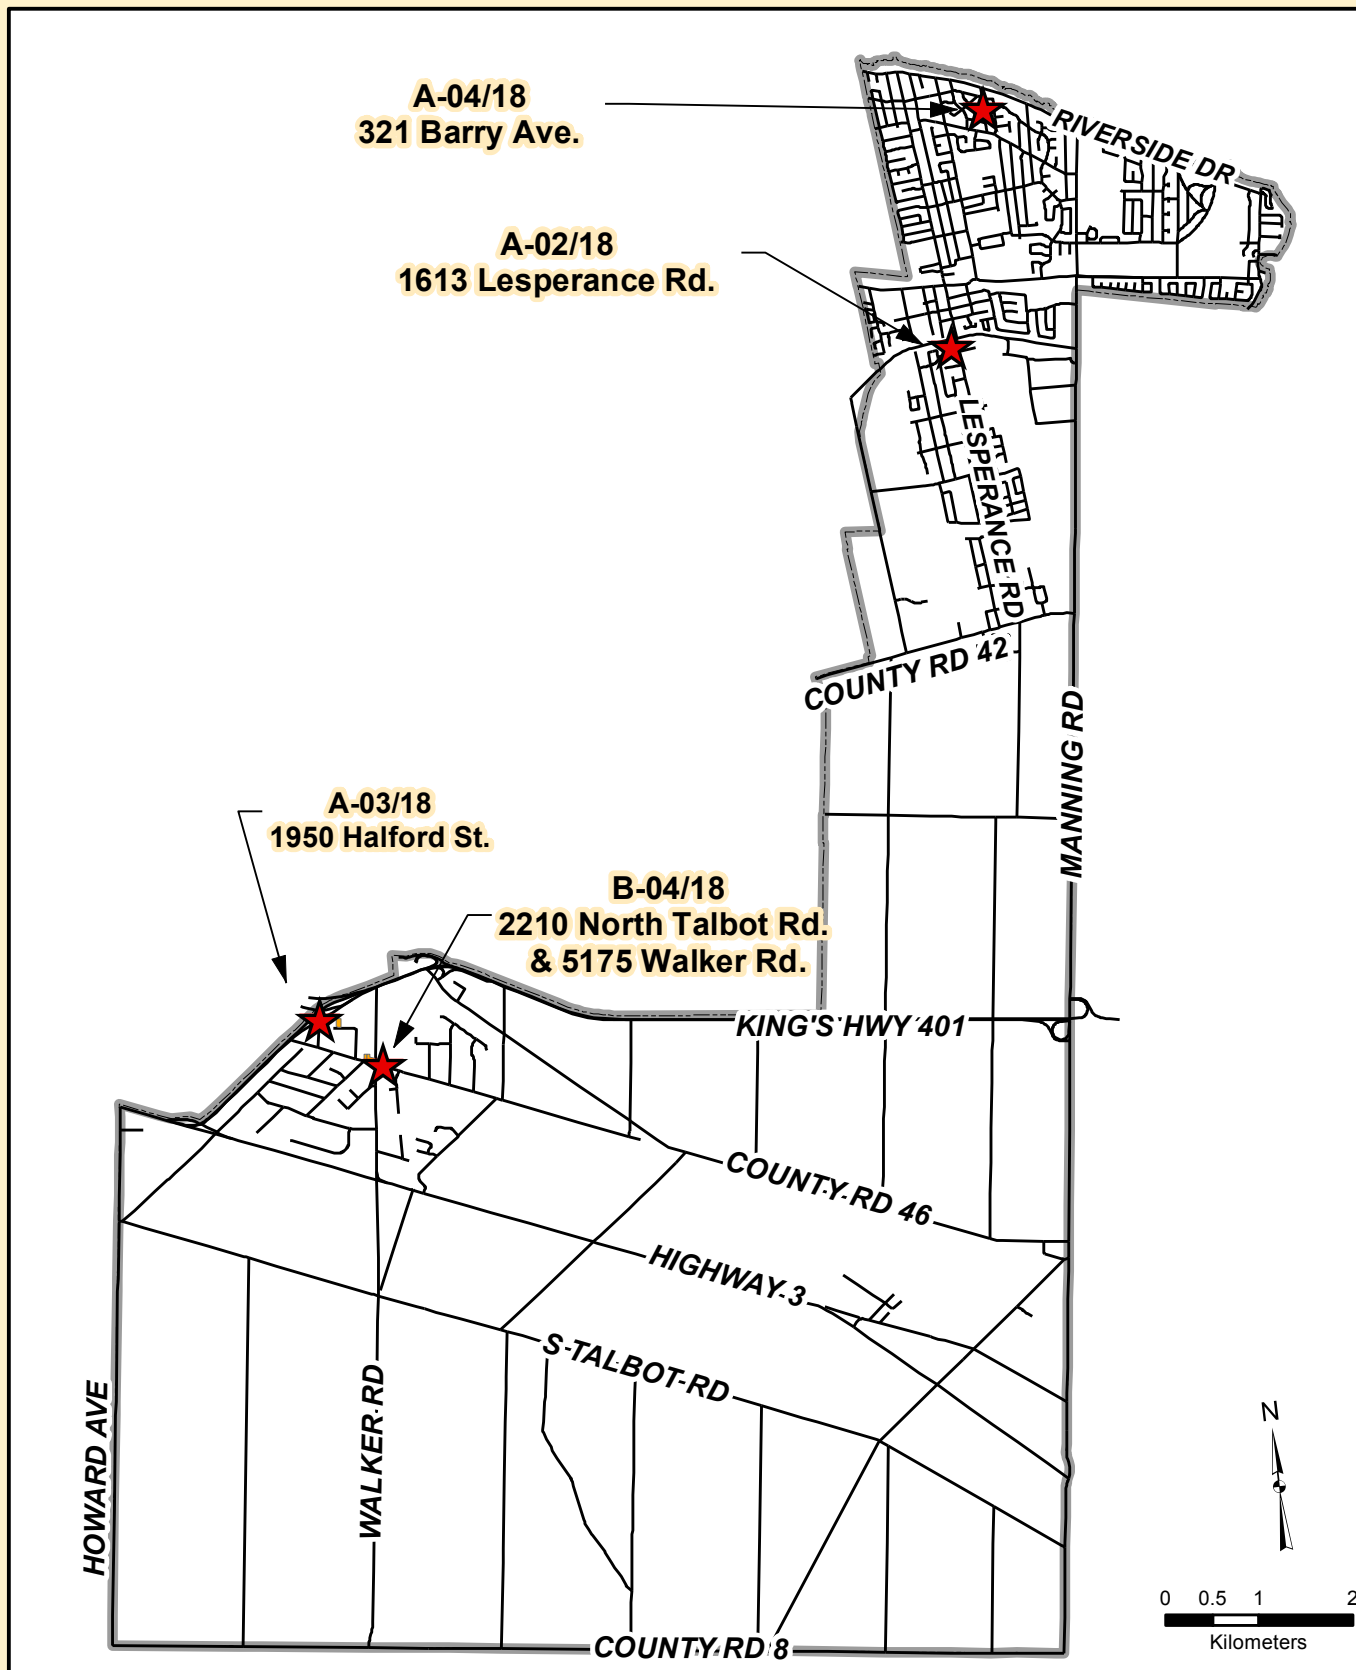 A-04/18
321 Barry Ave.
RIVERSIDE DR
A-02/18
1613 Lesperance Rd.
LESPERANCE RD
COUNTY RD 42
MANNING RD
A-03/18
1950 Halford St.
B-04/18
2210 North Talbot Rd.
& 5175 Walker Rd.
KING'S HWY 401
COUNTY RD 46
HIGHWAY 3
S TALBOT RD
HOWARD AVE
WALKER RD
N
0 0.5 1 2
Kilometers
COUNTY RD 8